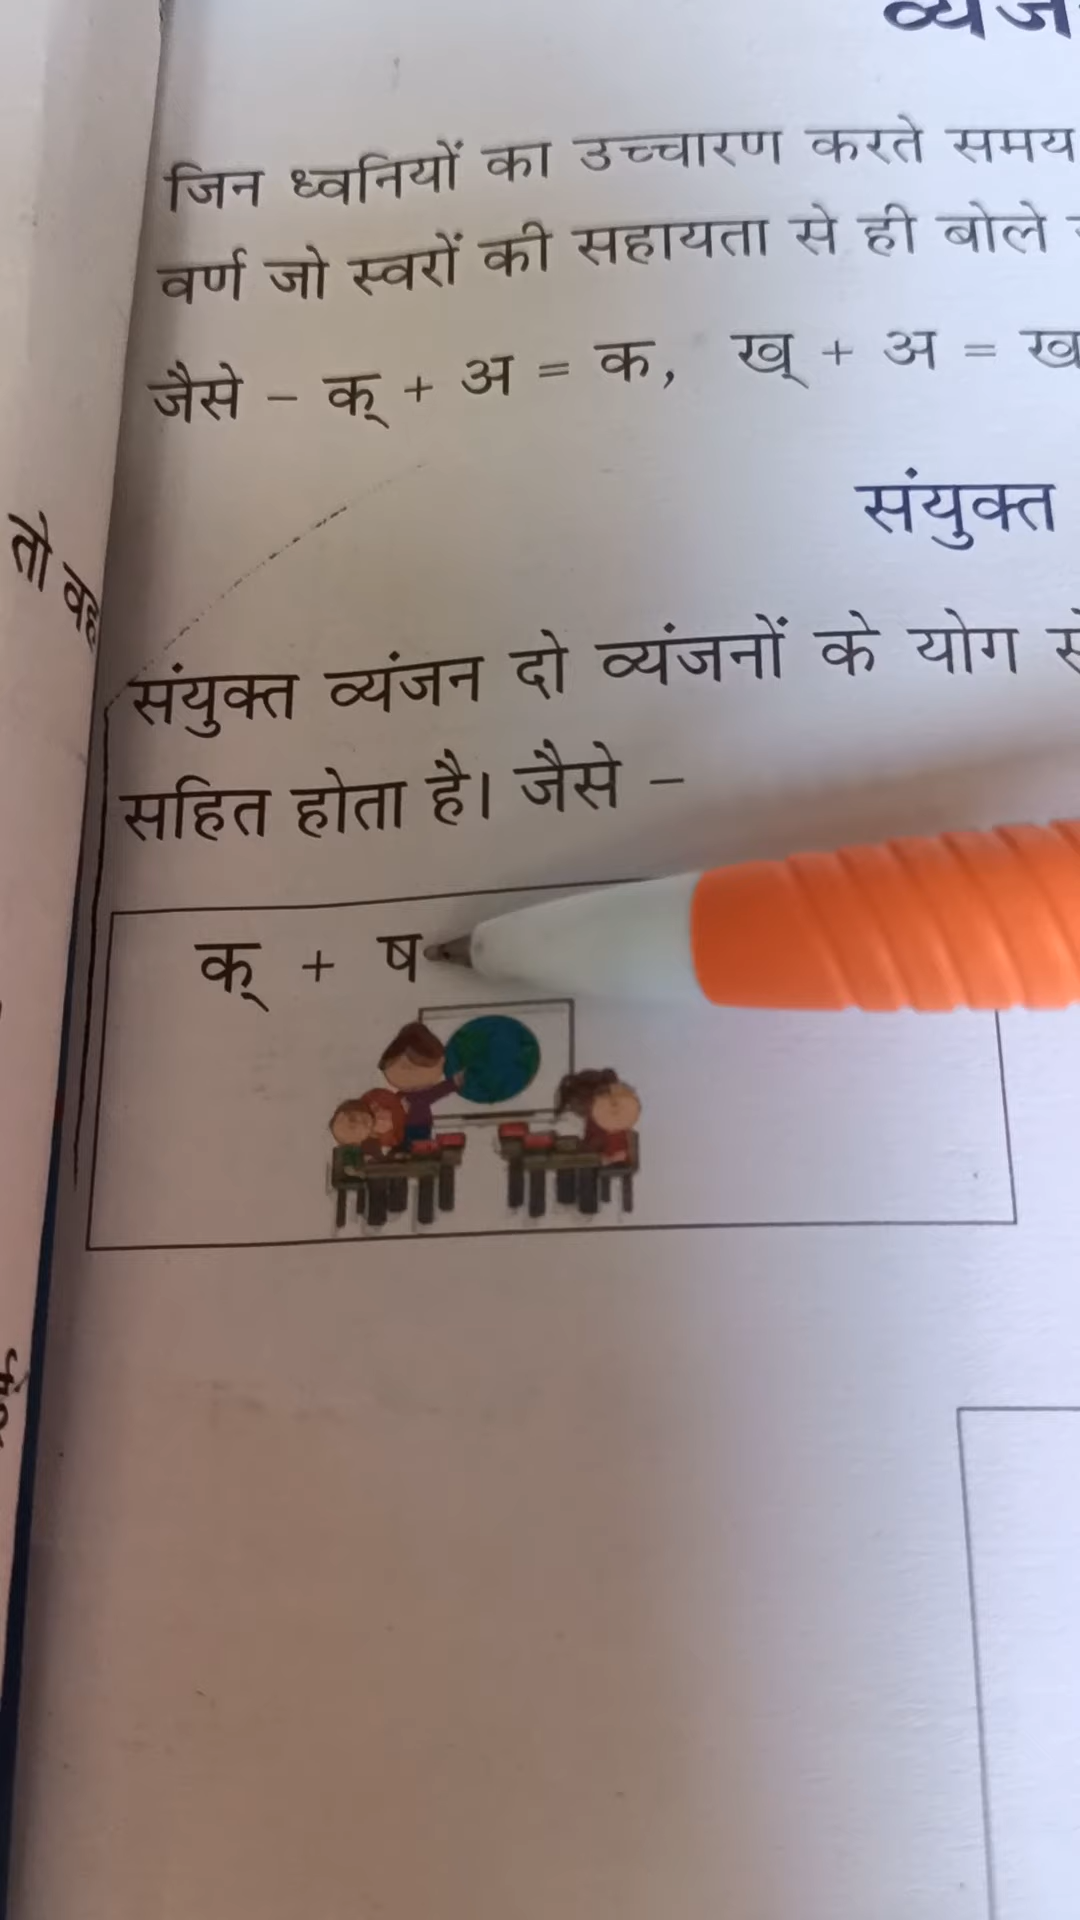 जिन ध्वनियों का उच्चारण करते समय
वर्ण जो स्वरों की सहायता से ही बोले
जैसे – क् + अ = क, ख् + अ = ख
संयुक्त
संयुक्त व्यंजन दो व्यंजनों के योग से
सहित होता है। जैसे –
क् + ष
तो वह